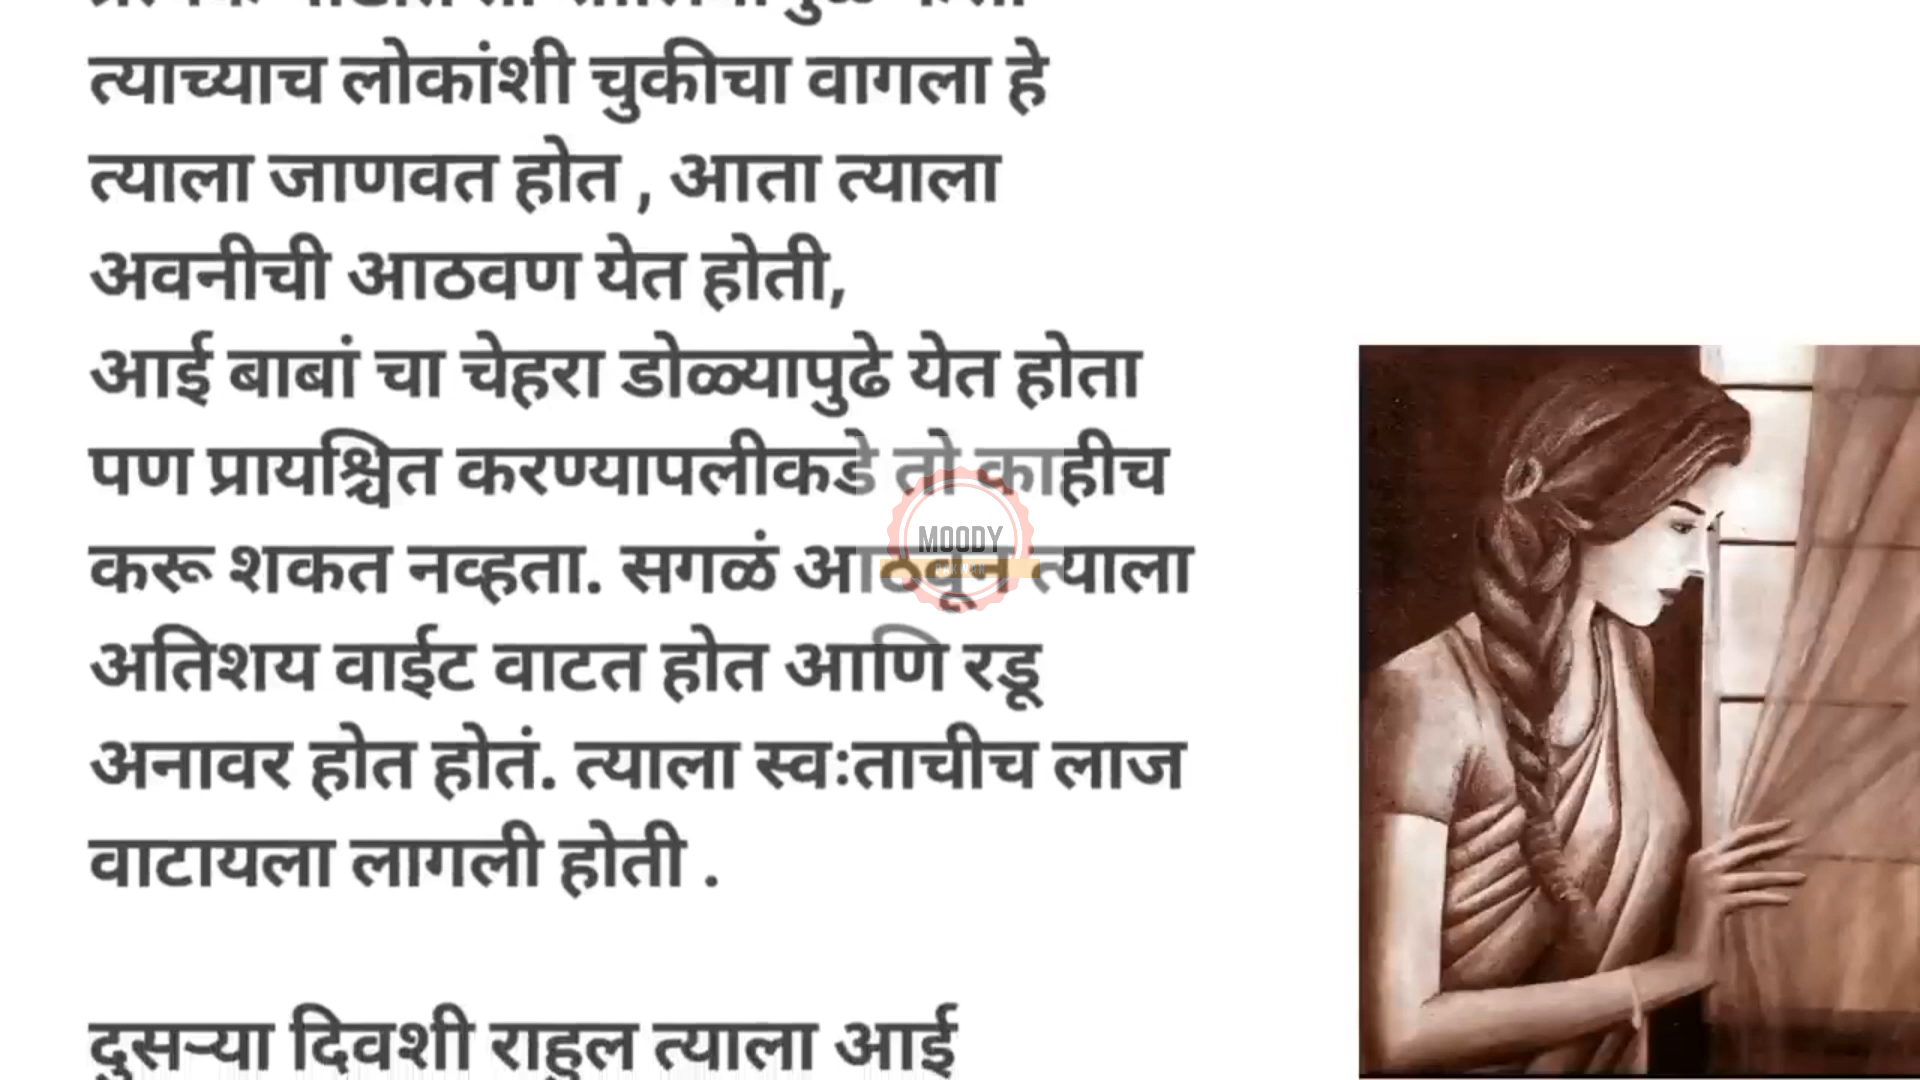 त्याच्याच लोकांशी चुकीचा वागला हे
त्याला जाणवत होत , आता त्याला
अवनीची आठवण येत होती,
आई बाबां चा चेहरा डोळ्यापुढे येत होता
पण प्रायश्चित करण्यापलीकडे तो काहीच
करू शकत नव्हता. सगळं आठवून त्याला
अतिशय वाईट वाटत होत आणि रडू
अनावर होत होतं. त्याला स्वःताचीच लाज
वाटायला लागली होती .
दुसऱ्या दिवशी राहुल त्याला आई
MOODY